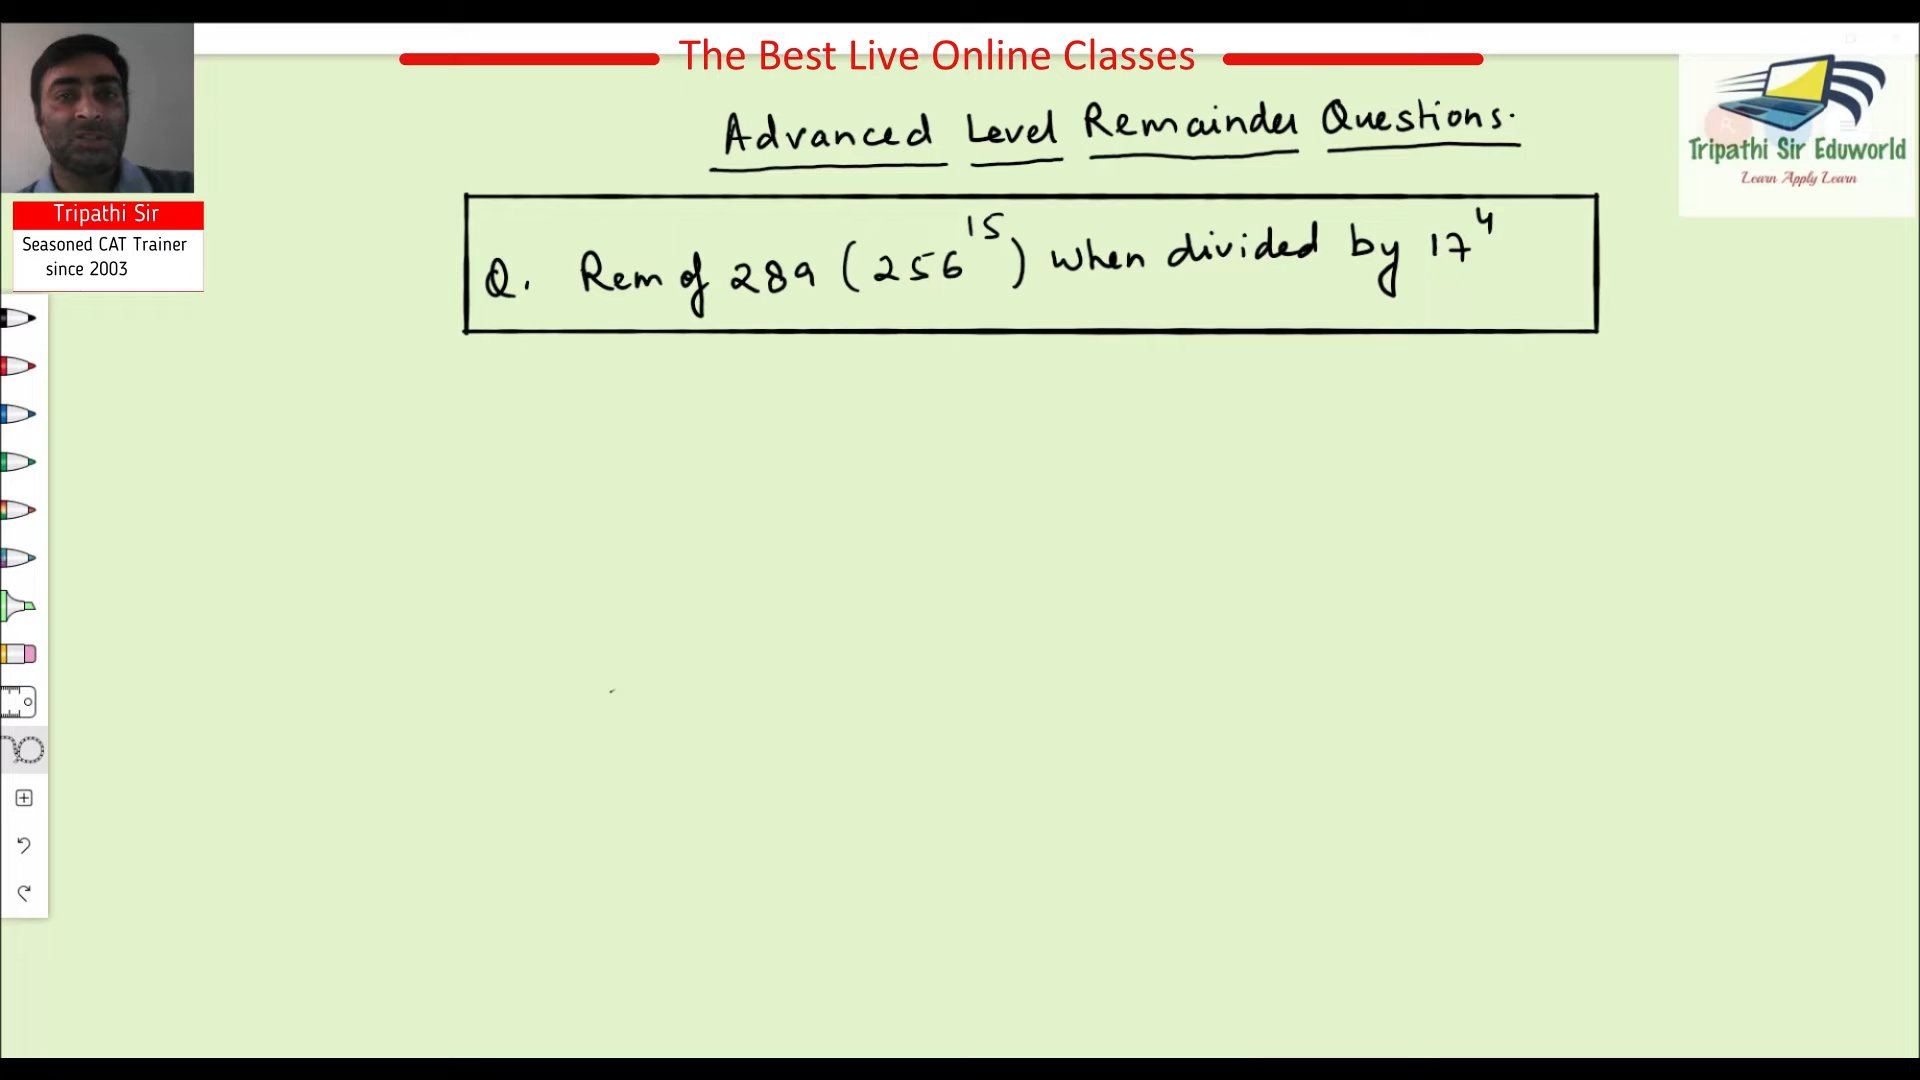 The Best Live Online Classes
Advanced Level Remainder Questions.
Tripathi Sir Eduworld
Learn Apply Learn
Tripathi Sir
Seasoned CAT Trainer
since 2003
Q. Rem of 289 (256^15) when divided by 17^4